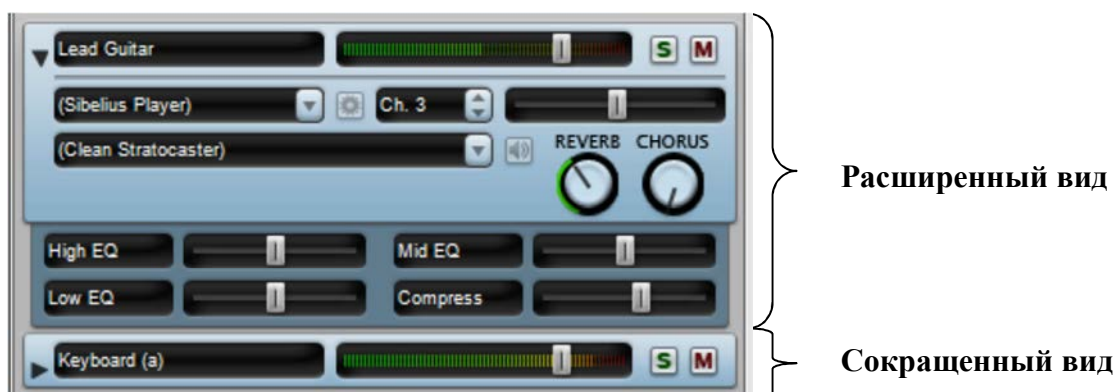 Lead Guitar S M
(Sibelius Player) Ch. 3
(Clean Stratocaster) REVERB CHORUS
Расширенный вид
High EQ Mid EQ
Low EQ Compress
Keyboard (a) S M
Сокращенный вид